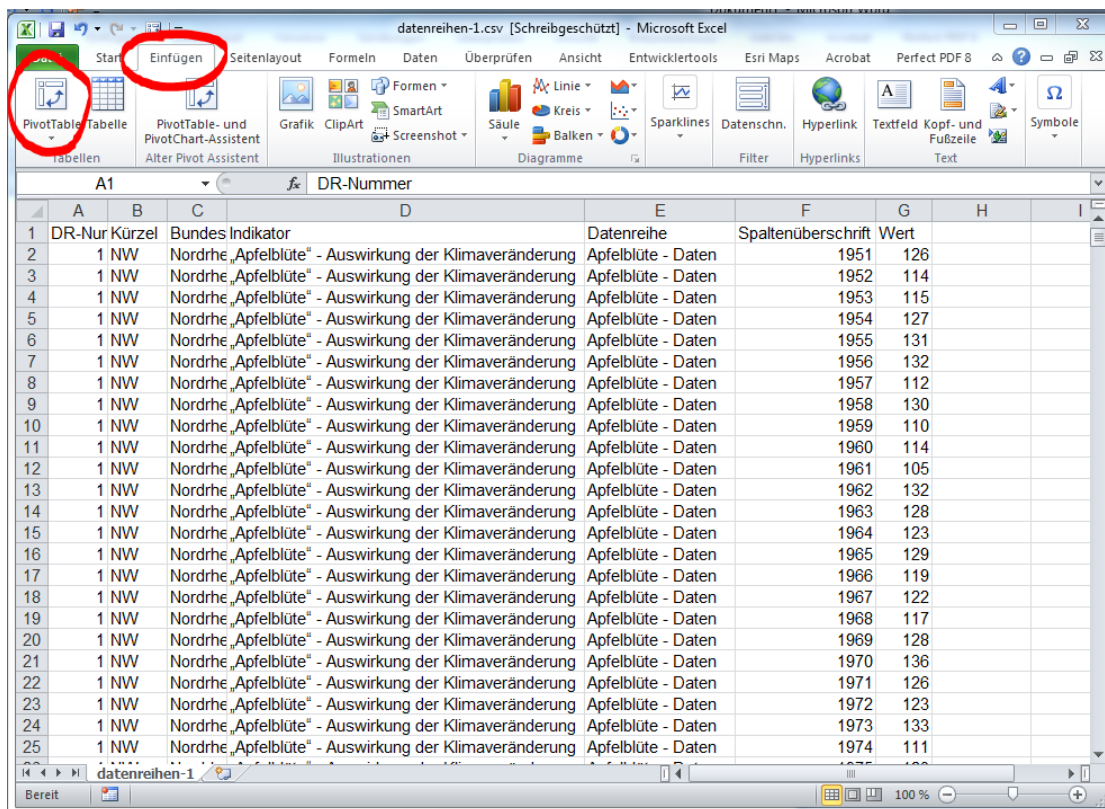 datenreihen-1.csv [Schreibgeschützt] - Microsoft Excel
Start Einfügen Seitenlayout Formeln Daten Überprüfen Ansicht Entwicklertools Esri Maps Acrobat Perfect PDF 8
PivotTable Tabelle PivotTable- und PivotChart-Assistent Grafik ClipArt Formen SmartArt Screenshot Säule Linie Kreis Balken Sparklines Datenschn. Hyperlink Textfeld Kopf- und Fußzeile Symbole
Tabellen Alter Pivot Assistent Illustrationen Diagramme Filter Hyperlinks Text
A1 fx DR-Nummer
A B C D E F G H I
1 DR-Nur Kürzel Bundes Indikator Datenreihe Spaltenüberschrift Wert
2 1 NW Nordrhe „Apfelblüte“ - Auswirkung der Klimaveränderung Apfelblüte - Daten 1951 126
3 1 NW Nordrhe „Apfelblüte“ - Auswirkung der Klimaveränderung Apfelblüte - Daten 1952 114
4 1 NW Nordrhe „Apfelblüte“ - Auswirkung der Klimaveränderung Apfelblüte - Daten 1953 115
5 1 NW Nordrhe „Apfelblüte“ - Auswirkung der Klimaveränderung Apfelblüte - Daten 1954 127
6 1 NW Nordrhe „Apfelblüte“ - Auswirkung der Klimaveränderung Apfelblüte - Daten 1955 131
7 1 NW Nordrhe „Apfelblüte“ - Auswirkung der Klimaveränderung Apfelblüte - Daten 1956 132
8 1 NW Nordrhe „Apfelblüte“ - Auswirkung der Klimaveränderung Apfelblüte - Daten 1957 112
9 1 NW Nordrhe „Apfelblüte“ - Auswirkung der Klimaveränderung Apfelblüte - Daten 1958 130
10 1 NW Nordrhe „Apfelblüte“ - Auswirkung der Klimaveränderung Apfelblüte - Daten 1959 110
11 1 NW Nordrhe „Apfelblüte“ - Auswirkung der Klimaveränderung Apfelblüte - Daten 1960 114
12 1 NW Nordrhe „Apfelblüte“ - Auswirkung der Klimaveränderung Apfelblüte - Daten 1961 105
13 1 NW Nordrhe „Apfelblüte“ - Auswirkung der Klimaveränderung Apfelblüte - Daten 1962 132
14 1 NW Nordrhe „Apfelblüte“ - Auswirkung der Klimaveränderung Apfelblüte - Daten 1963 128
15 1 NW Nordrhe „Apfelblüte“ - Auswirkung der Klimaveränderung Apfelblüte - Daten 1964 123
16 1 NW Nordrhe „Apfelblüte“ - Auswirkung der Klimaveränderung Apfelblüte - Daten 1965 129
17 1 NW Nordrhe „Apfelblüte“ - Auswirkung der Klimaveränderung Apfelblüte - Daten 1966 119
18 1 NW Nordrhe „Apfelblüte“ - Auswirkung der Klimaveränderung Apfelblüte - Daten 1967 122
19 1 NW Nordrhe „Apfelblüte“ - Auswirkung der Klimaveränderung Apfelblüte - Daten 1968 117
20 1 NW Nordrhe „Apfelblüte“ - Auswirkung der Klimaveränderung Apfelblüte - Daten 1969 128
21 1 NW Nordrhe „Apfelblüte“ - Auswirkung der Klimaveränderung Apfelblüte - Daten 1970 136
22 1 NW Nordrhe „Apfelblüte“ - Auswirkung der Klimaveränderung Apfelblüte - Daten 1971 126
23 1 NW Nordrhe „Apfelblüte“ - Auswirkung der Klimaveränderung Apfelblüte - Daten 1972 123
24 1 NW Nordrhe „Apfelblüte“ - Auswirkung der Klimaveränderung Apfelblüte - Daten 1973 133
25 1 NW Nordrhe „Apfelblüte“ - Auswirkung der Klimaveränderung Apfelblüte - Daten 1974 111
datenreihen-1
Bereit 100 %